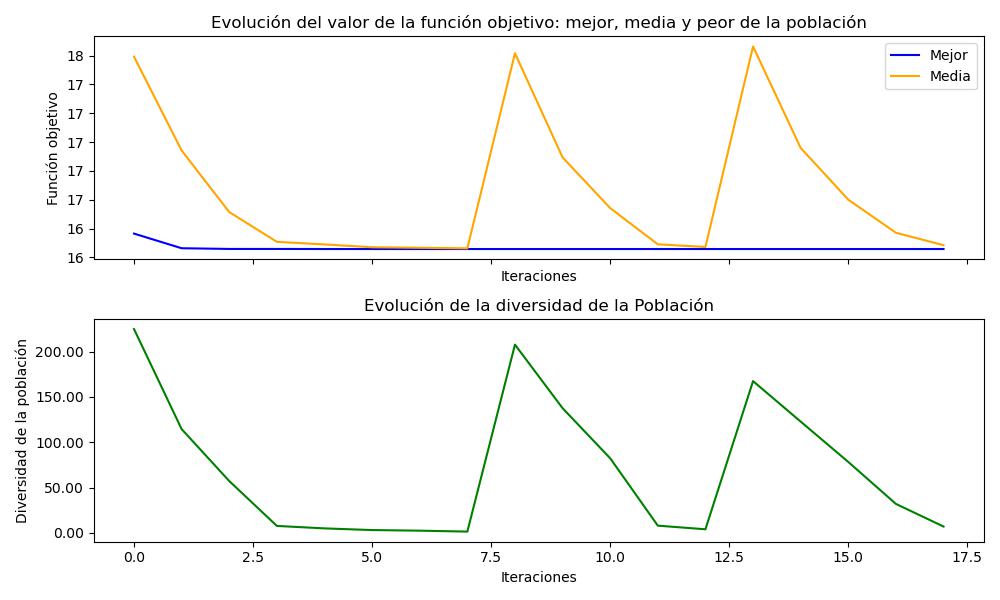 Evolución del valor de la función objetivo: mejor, media y peor de la población
Función objetivo
18
17
17
17
17
17
16
16
Mejor
Media
Iteraciones
Evolución de la diversidad de la Población
Diversidad de la población
200.00
150.00
100.00
50.00
0.00
0.0 2.5 5.0 7.5 10.0 12.5 15.0 17.5
Iteraciones